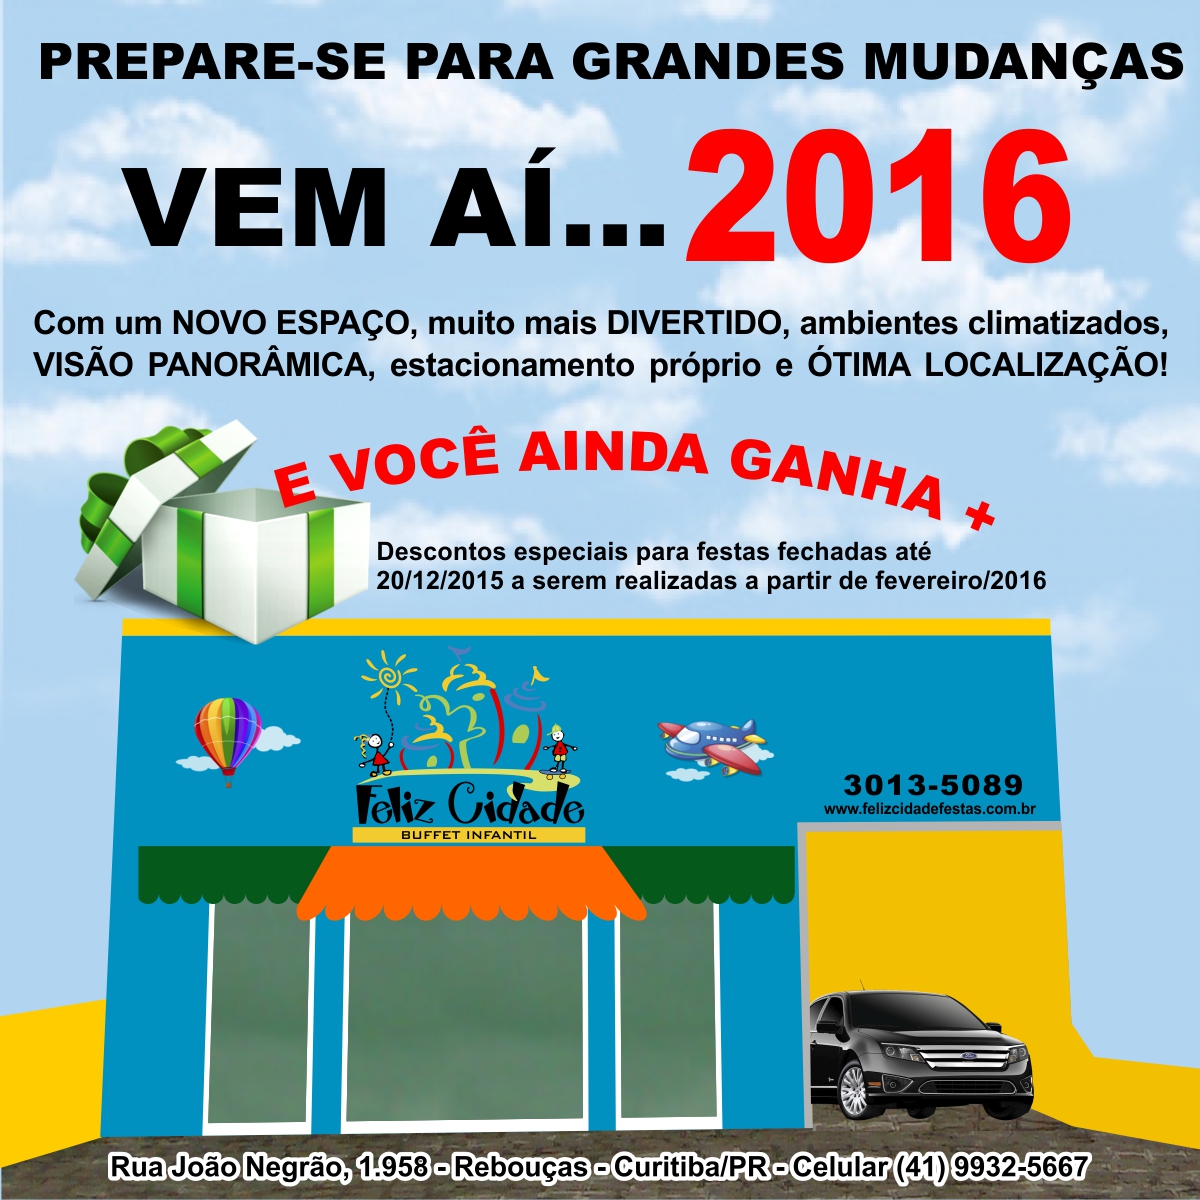 PREPARE-SE PARA GRANDES MUDANÇAS
VEM AÍ... 2016
Com um NOVO ESPAÇO, muito mais DIVERTIDO, ambientes climatizados,
VISÃO PANORÂMICA, estacionamento próprio e ÓTIMA LOCALIZAÇÃO!
E VOCÊ AINDA GANHA +
Descontos especiais para festas fechadas até
20/12/2015 a serem realizadas a partir de fevereiro/2016
Feliz Cidade
BUFFET INFANTIL
3013-5089
www.felizcidadefestas.com.br
Rua João Negrão, 1.958 - Rebouças - Curitiba/PR - Celular (41) 9932-5667